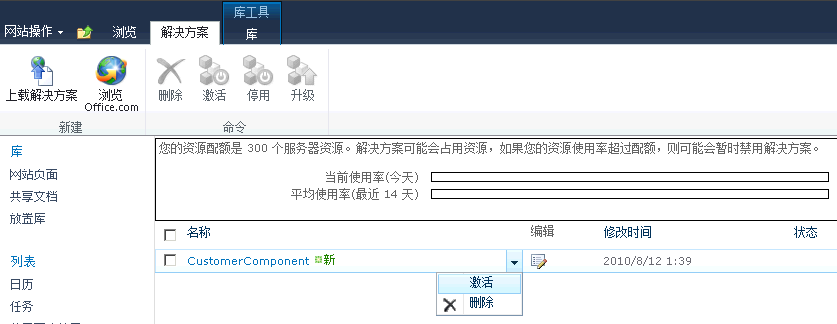 库工具
网站操作 浏览 解决方案 库
上载解决方案 浏览 Office.com 删除 激活 停用 升级
新建 命令
库
网站页面
共享文档
放置库
列表
日历
任务
您的资源配额是 300 个服务器资源。解决方案可能会占用资源，如果您的资源使用率超过配额，则可能会暂时禁用解决方案。
当前使用率(今天)
平均使用率(最近 14 天)
名称 编辑 修改时间 状态
CustomerComponent 新 2010/8/12 1:39
激活
删除